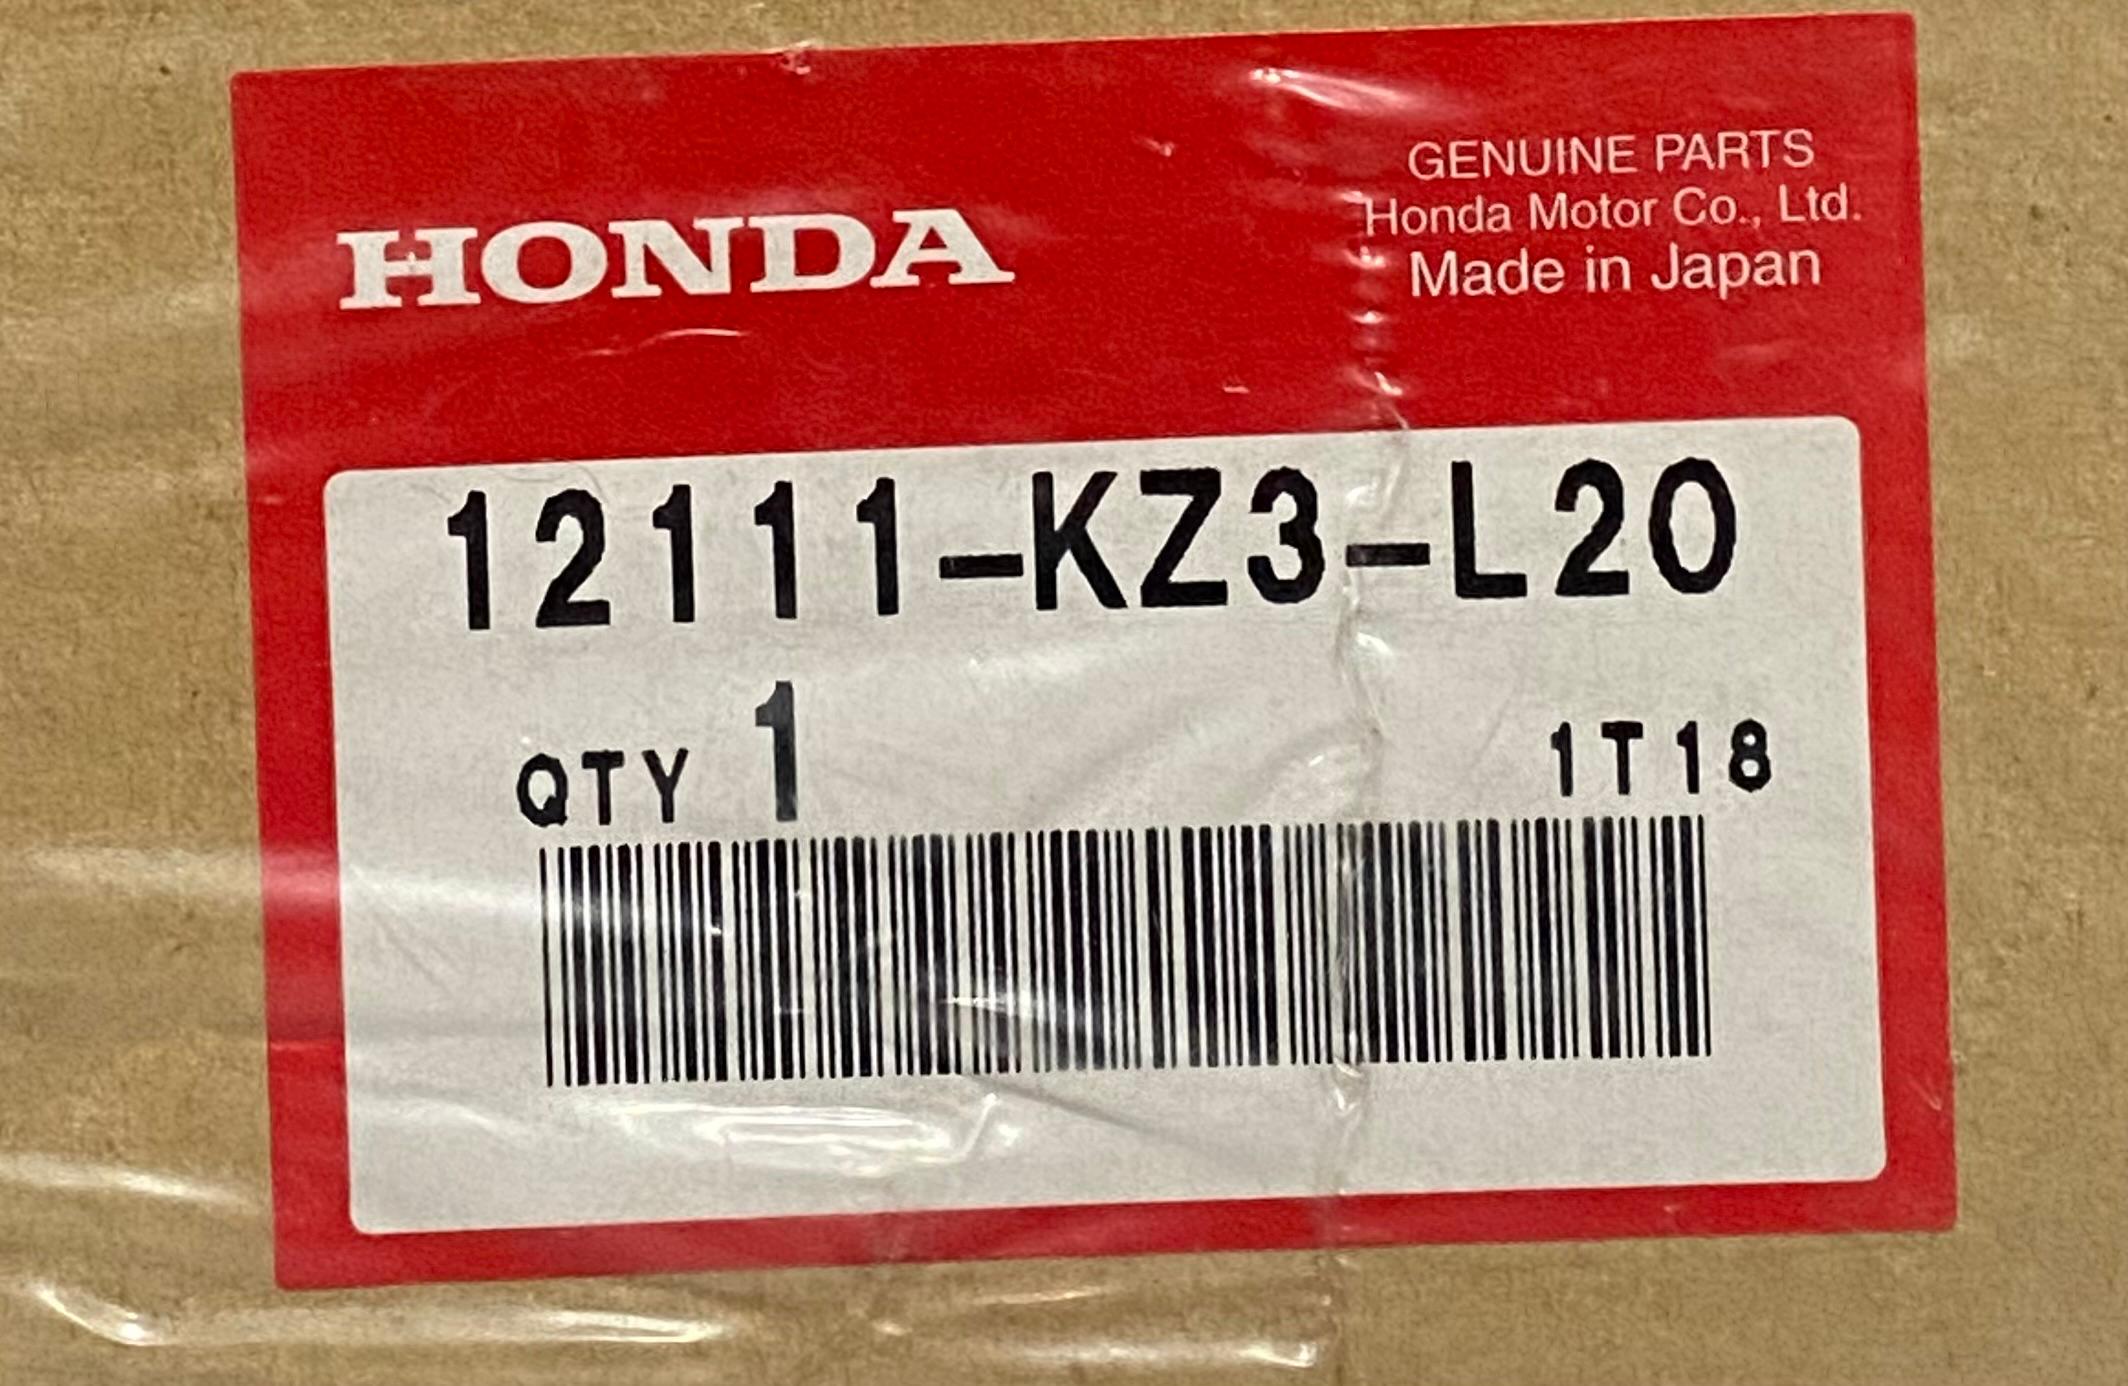 HONDA
GENUINE PARTS
Honda Motor Co., Ltd.
Made in Japan
12111-KZ3-L20
QTY 1
1T18